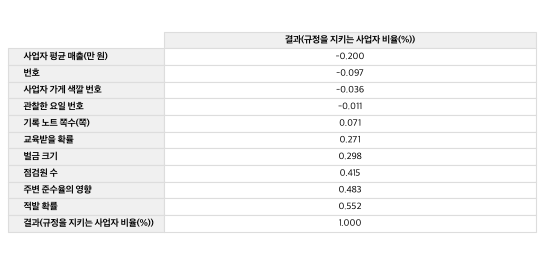 결과(규정을 지키는 사업자 비율(%))
사업자 평균 매출(만 원) -0.200
번호 -0.097
사업자 가게 색깔 번호 -0.036
관찰한 요일 번호 -0.011
기록 노트 쪽수(쪽) 0.071
교육받을 확률 0.271
벌금 크기 0.298
점검원 수 0.415
주변 준수율의 영향 0.483
적발 확률 0.552
결과(규정을 지키는 사업자 비율(%)) 1.000